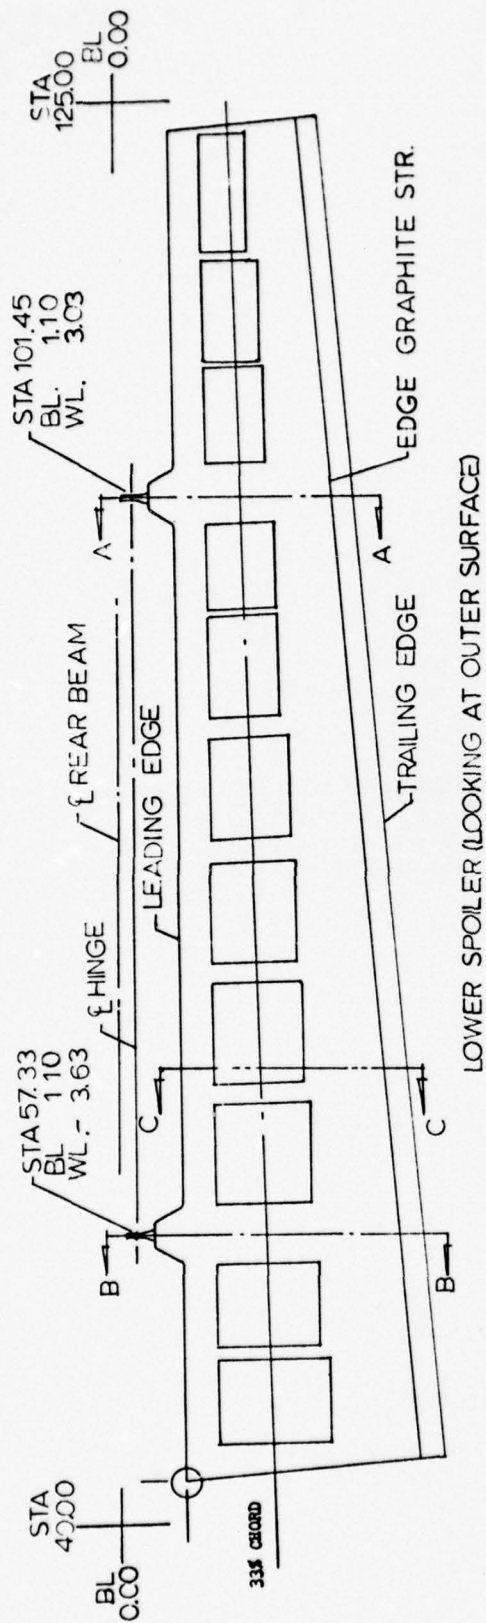 STA
40.00
BL
0.00
STA 57.33
BL 1 10
WL.- 3.63
℄ HINGE
℄ REAR BEAM
LEADING EDGE
STA 101.45
BL. 1.10
WL. 3.03
STA
125.00
BL
0.00
B
C
A
33% CHORD
B
C
A
TRAILING EDGE
EDGE GRAPHITE STR.
LOWER SPOILER (LOOKING AT OUTER SURFACE)